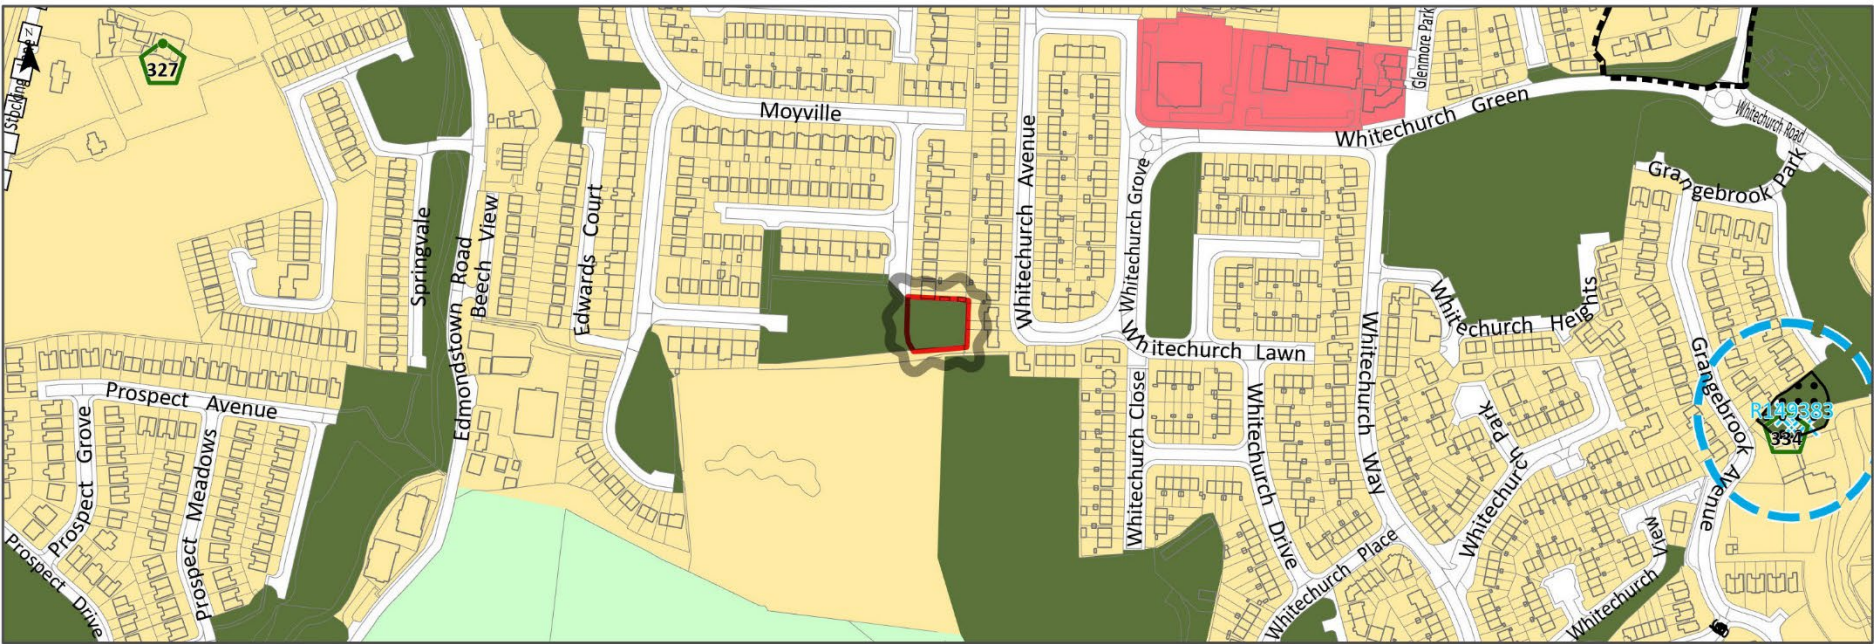 Stocking Lane
N
327
Moyville
Glenmore Park
Whitechurch Green
Whitechurch Road
Grangebrook Park
Whitechurch Avenue
Whitechurch Grove
Springvale
Edmondstown Road
Beech View
Edwards Court
Whitechurch Heights
Whitechurch Lawn
Whitechurch Way
Grangebrook Avenue
Prospect Avenue
Prospect Grove
Prospect Meadows
Prospect Drive
Whitechurch Close
Whitechurch Drive
Whitechurch Park
R149383
334
Whitechurch Place
Whitechurch View